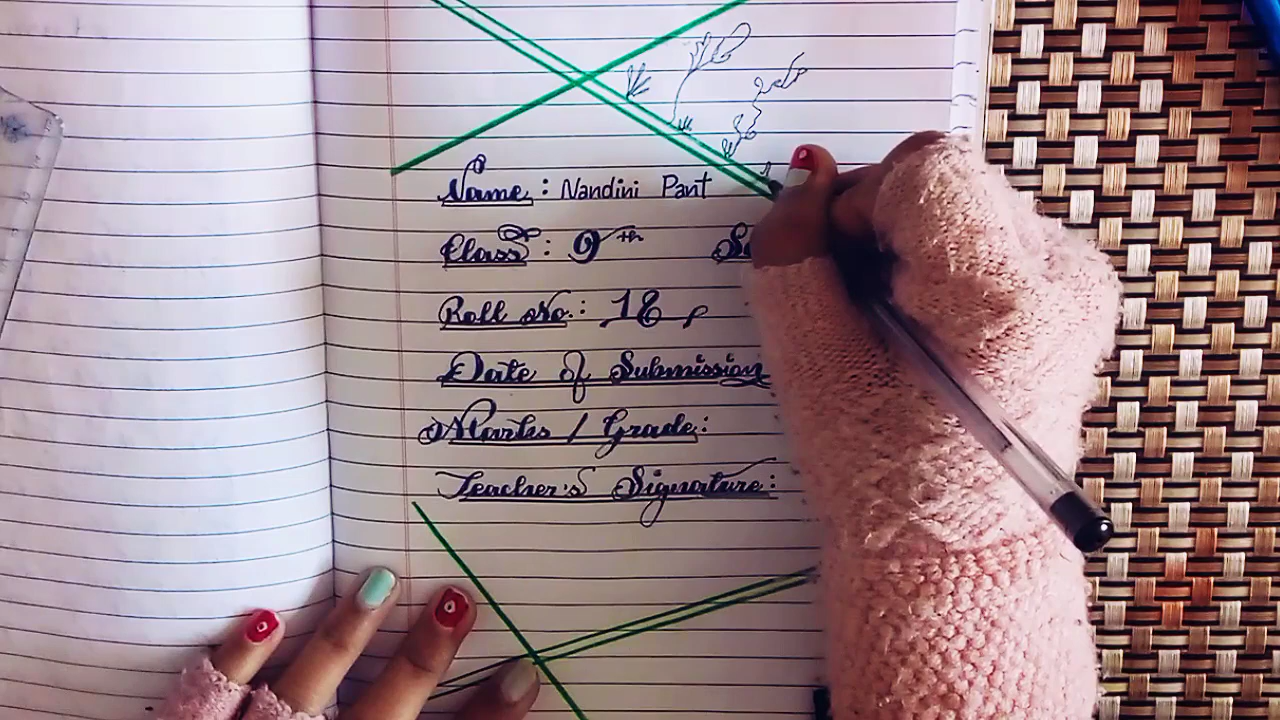 Name : Nandini Pant
Class : 9th
Roll No. : 18
Date of Submission
Marks / Grade:
Teacher's Signature: